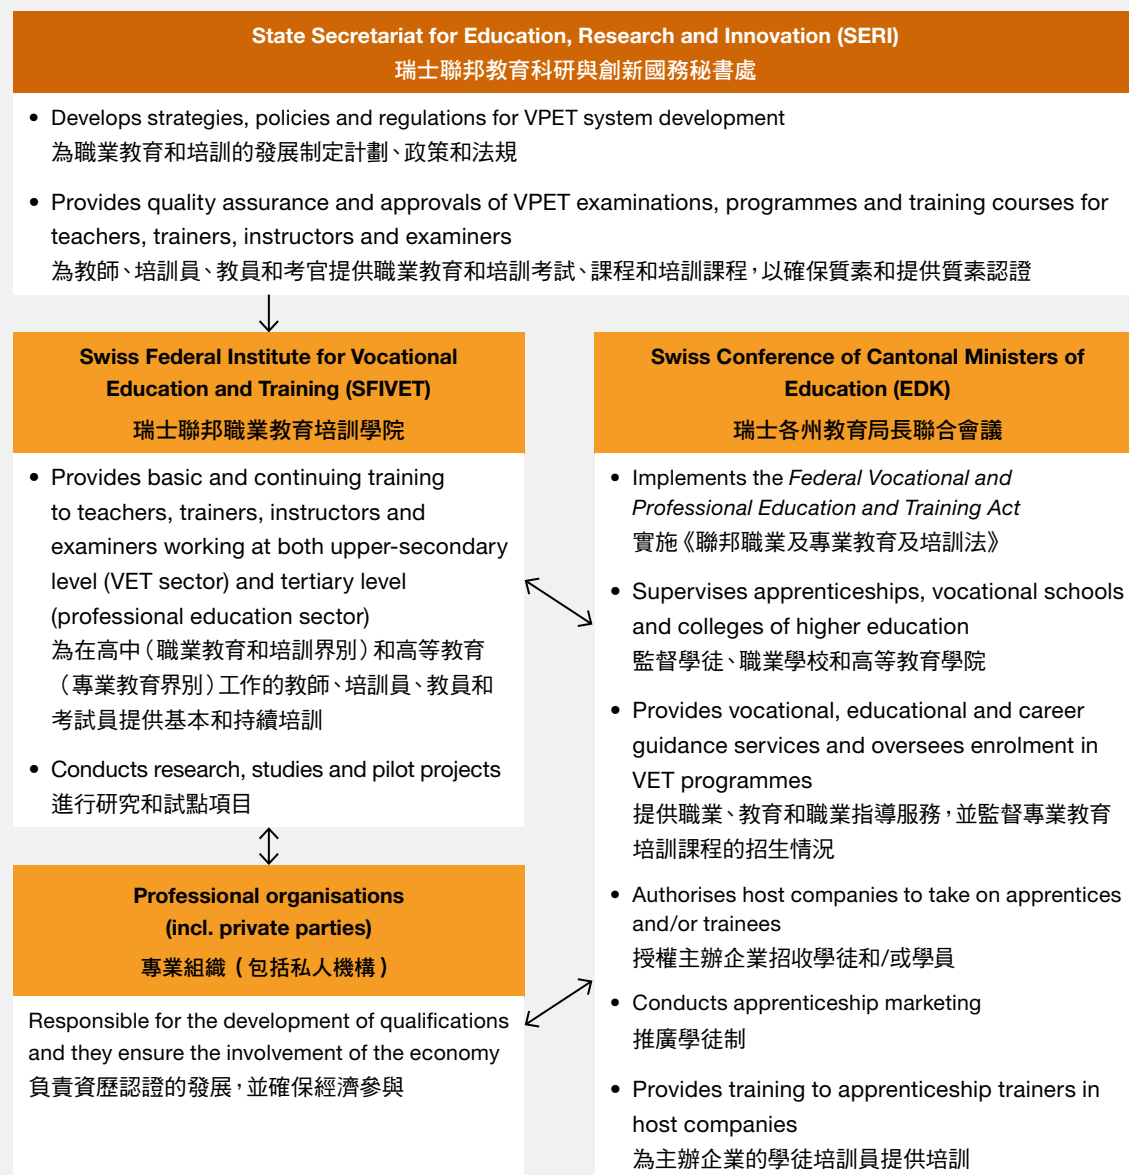 State Secretariat for Education, Research and Innovation (SERI)
瑞士聯邦教育科研與創新國務秘書處
• Develops strategies, policies and regulations for VPET system development
為職業教育和培訓的發展制定計劃、政策和法規
• Provides quality assurance and approvals of VPET examinations, programmes and training courses for
teachers, trainers, instructors and examiners
為教師、培訓員、教員和考官提供職業教育和培訓考試、課程和培訓課程，以確保質素和提供質素認證
Swiss Federal Institute for Vocational
Education and Training (SFIVET)
瑞士聯邦職業教育培訓學院
• Provides basic and continuing training
to teachers, trainers, instructors and
examiners working at both upper-secondary
level (VET sector) and tertiary level
(professional education sector)
為在高中（職業教育和培訓界別）和高等教育
（專業教育界別）工作的教師、培訓員、教員和
考試員提供基本和持續培訓
• Conducts research, studies and pilot projects
進行研究和試點項目
Professional organisations
(incl. private parties)
專業組織（包括私人機構）
Responsible for the development of qualifications
and they ensure the involvement of the economy
負責資歷認證的發展，並確保經濟參與
Swiss Conference of Cantonal Ministers of
Education (EDK)
瑞士各州教育局長聯合會議
• Implements the Federal Vocational and
Professional Education and Training Act
實施《聯邦職業及專業教育及培訓法》
• Supervises apprenticeships, vocational schools
and colleges of higher education
監督學徒、職業學校和高等教育學院
• Provides vocational, educational and career
guidance services and oversees enrolment in
VET programmes
提供職業、教育和職業指導服務，並監督專業教育
培訓課程的招生情況
• Authorises host companies to take on apprentices
and/or trainees
授權主辦企業招收學徒和/或學員
• Conducts apprenticeship marketing
推廣學徒制
• Provides training to apprenticeship trainers in
host companies
為主辦企業的學徒培訓員提供培訓